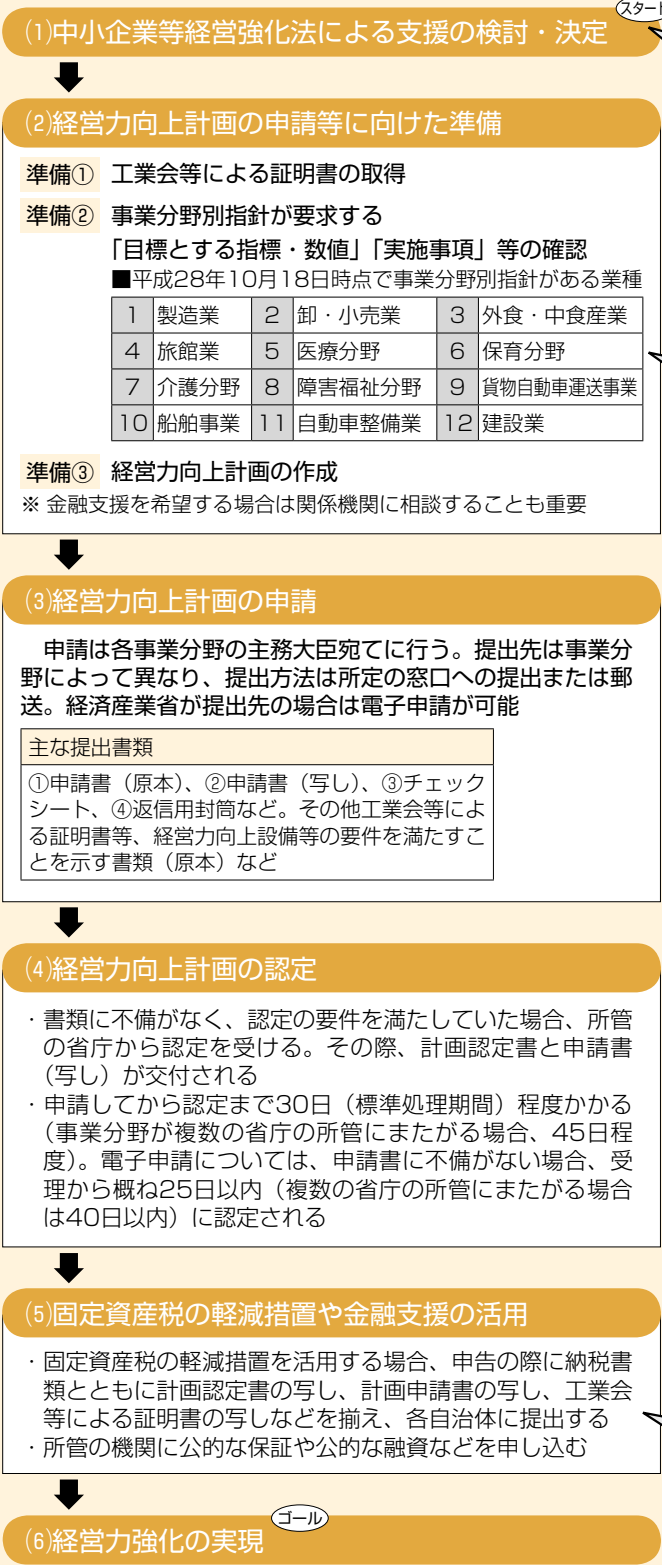 スタート
⑴中小企業等経営強化法による支援の検討・決定
⑵経営力向上計画の申請等に向けた準備
準備① 工業会等による証明書の取得
準備② 事業分野別指針が要求する
「目標とする指標・数値」「実施事項」等の確認
■平成28年10月18日時点で事業分野別指針がある業種
1 製造業 2 卸・小売業 3 外食・中食産業
4 旅館業 5 医療分野 6 保育分野
7 介護分野 8 障害福祉分野 9 貨物自動車運送事業
10 船舶事業 11 自動車整備業 12 建設業
準備③ 経営力向上計画の作成
※ 金融支援を希望する場合は関係機関に相談することも重要
⑶経営力向上計画の申請
申請は各事業分野の主務大臣宛てに行う。提出先は事業分
野によって異なり、提出方法は所定の窓口への提出または郵
送。経済産業省が提出先の場合は電子申請が可能
主な提出書類
①申請書（原本）、②申請書（写し）、③チェック
シート、④返信用封筒など。その他工業会等によ
る証明書等、経営力向上設備等の要件を満たすこ
とを示す書類（原本）など
⑷経営力向上計画の認定
・書類に不備がなく、認定の要件を満たしていた場合、所管
の省庁から認定を受ける。その際、計画認定書と申請書
（写し）が交付される
・申請してから認定まで30日（標準処理期間）程度かかる
（事業分野が複数の省庁の所管にまたがる場合、45日程
度）。電子申請については、申請書に不備がない場合、受
理から概ね25日以内（複数の省庁の所管にまたがる場合
は40日以内）に認定される
⑸固定資産税の軽減措置や金融支援の活用
・固定資産税の軽減措置を活用する場合、申告の際に納税書
類とともに計画認定書の写し、計画申請書の写し、工業会
等による証明書の写しなどを揃え、各自治体に提出する
・所管の機関に公的な保証や公的な融資などを申し込む
ゴール
⑹経営力強化の実現